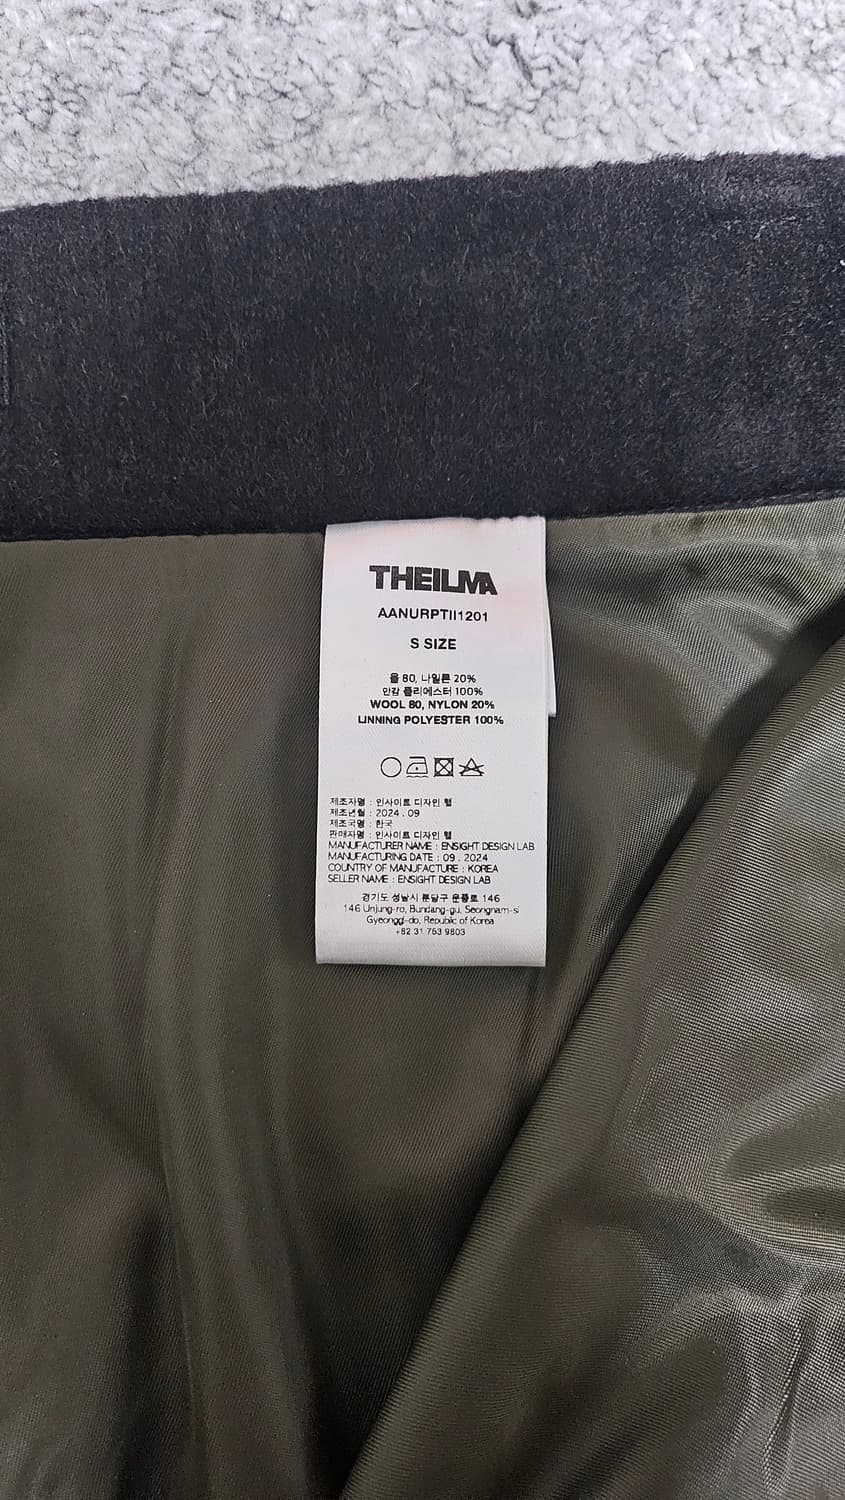 THEILMA
AANURPTII1201
S SIZE
울 80, 나일론 20%
안감 폴리에스터 100%
WOOL 80, NYLON 20%
LINNING POLYESTER 100%
제조자명 : 인사이트 디자인 랩
제조년월 : 2024 . 09
제조국명 : 한국
판매자명 : 인사이트 디자인 랩
MANUFACTURER NAME : ENSIGHT DESIGN LAB
MANUFACTURING DATE : 09 . 2024
COUNTRY OF MANUFACTURE : KOREA
SELLER NAME : ENSIGHT DESIGN LAB
경기도 성남시 분당구 운중로 146
146 Unjung-ro, Bundang-gu, Seongnam-si
Gyeonggi-do, Republic of Korea
+82 31 753 9803